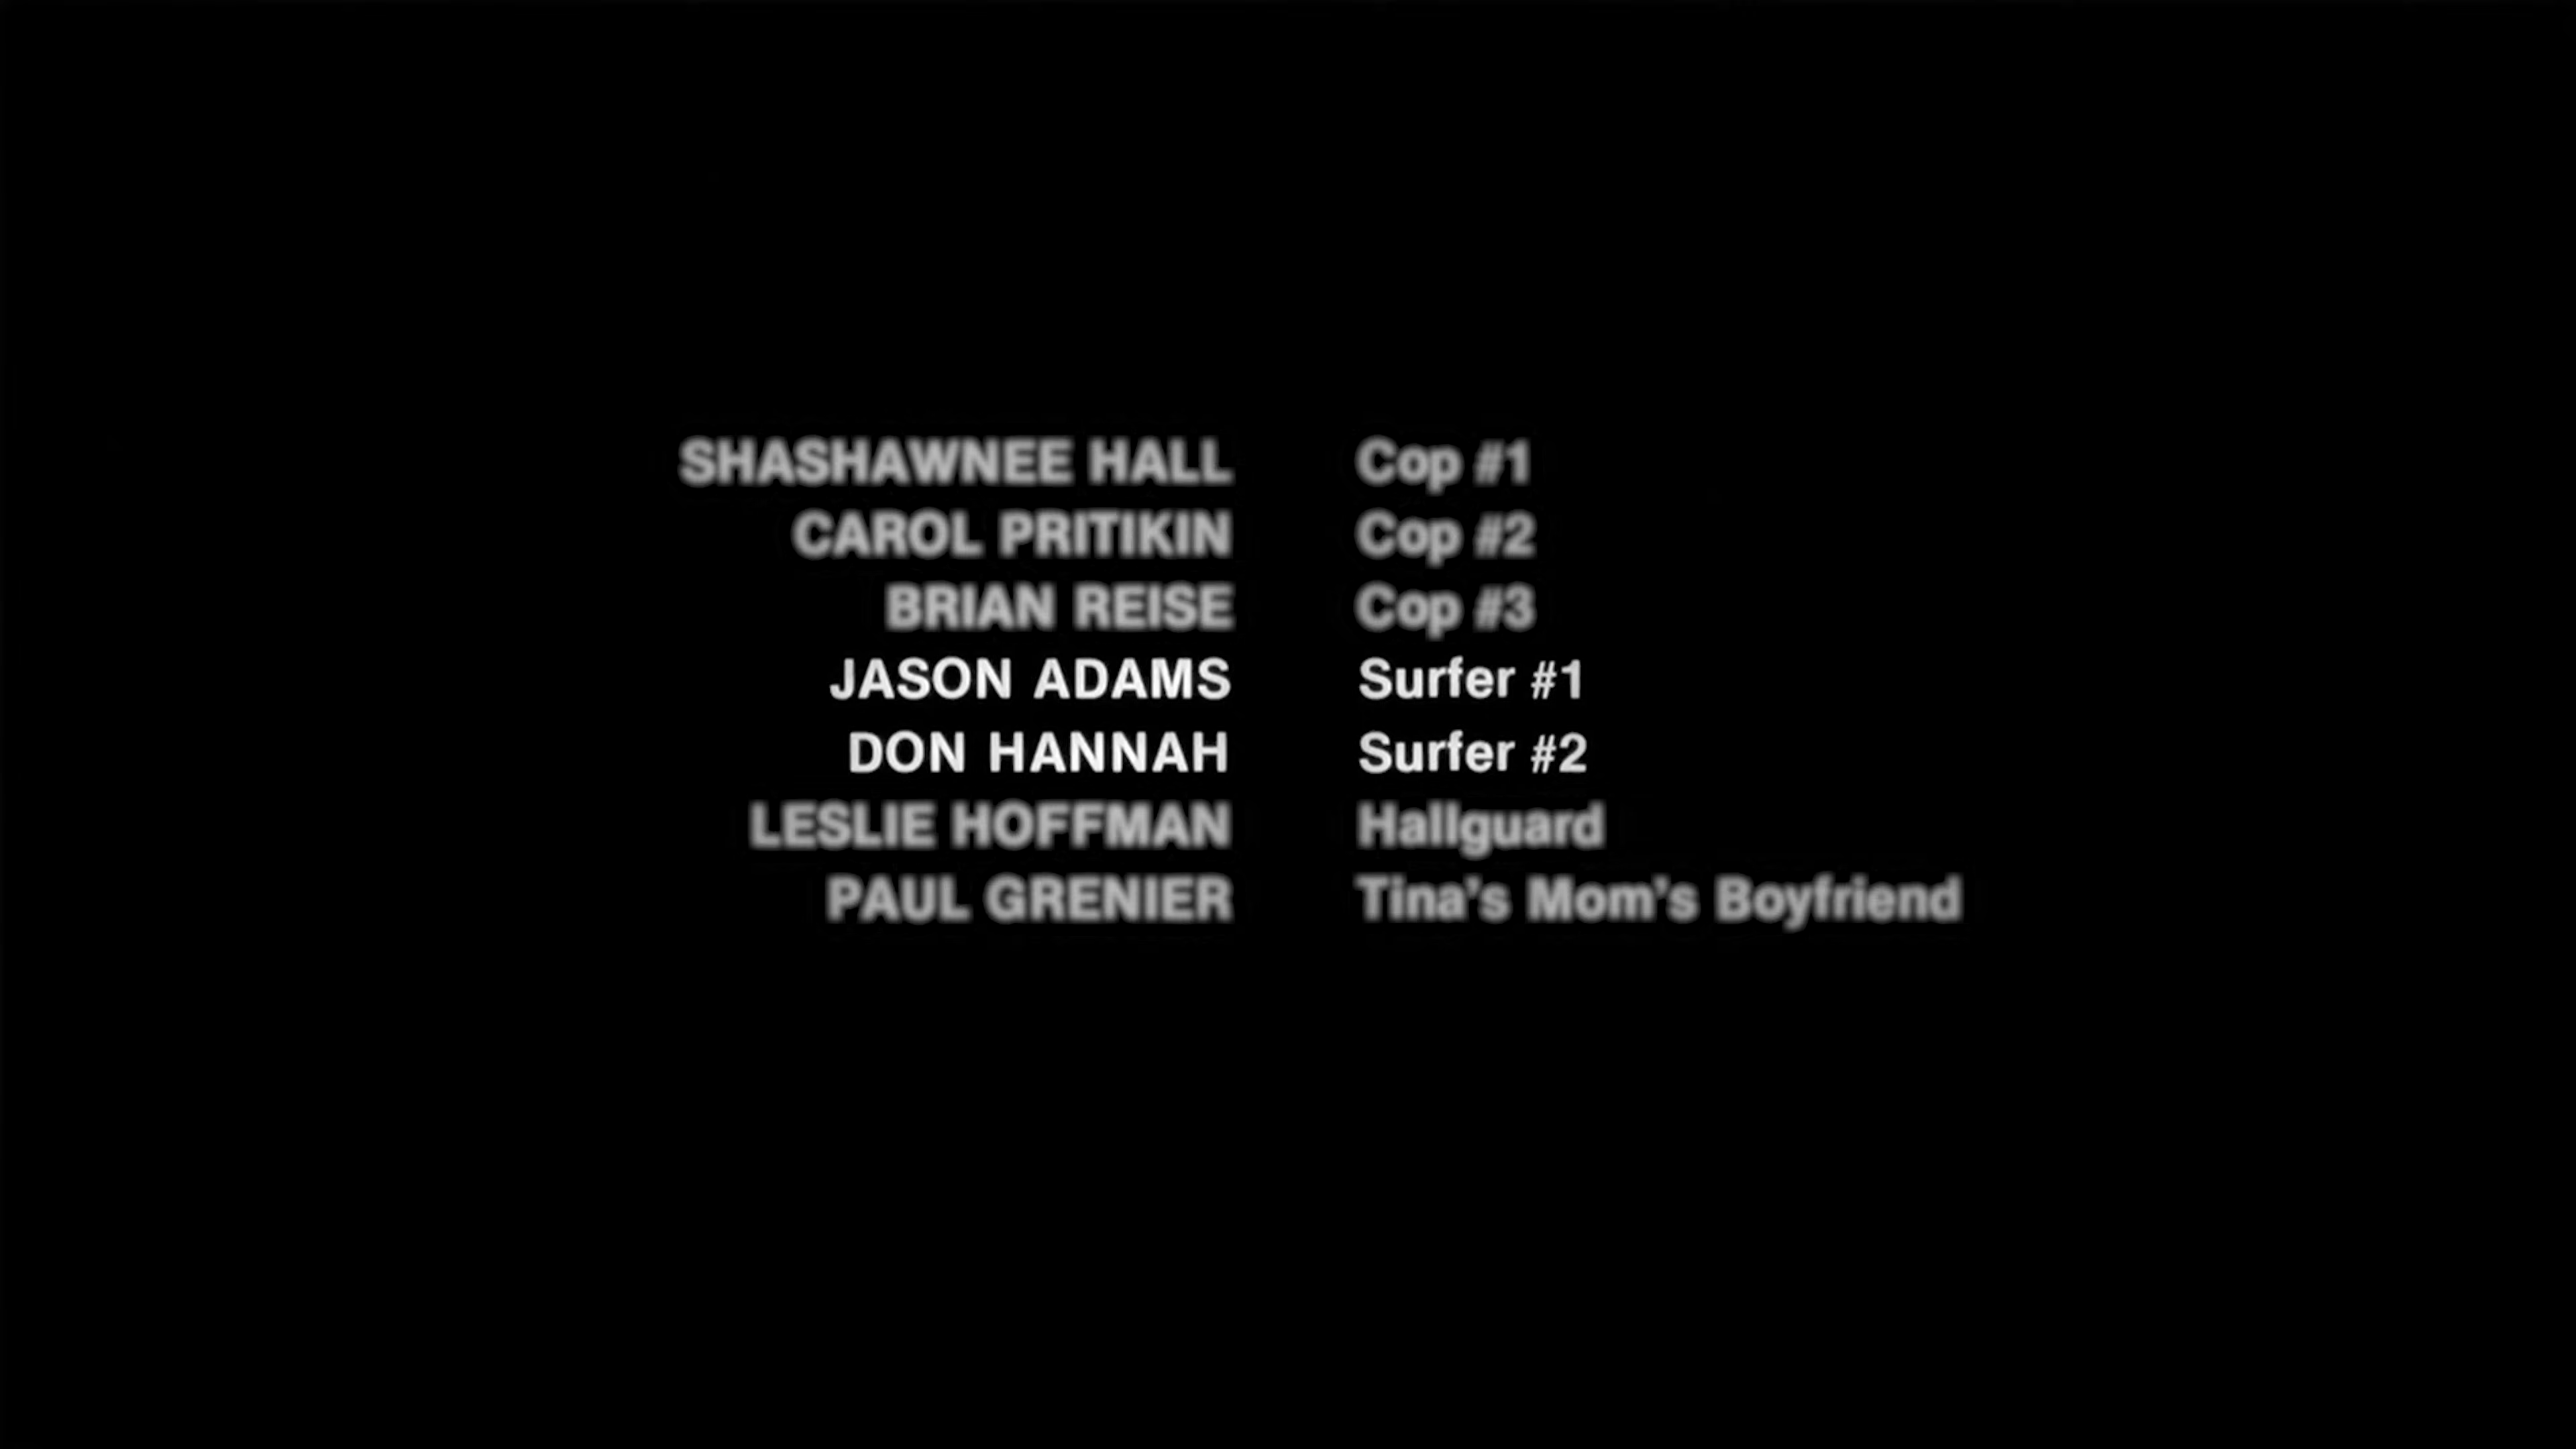 SHASHAWNEE HALL Cop #1
CAROL PRITIKIN Cop #2
BRIAN REISE Cop #3
JASON ADAMS Surfer #1
DON HANNAH Surfer #2
LESLIE HOFFMAN Hallguard
PAUL GRENIER Tina's Mom's Boyfriend